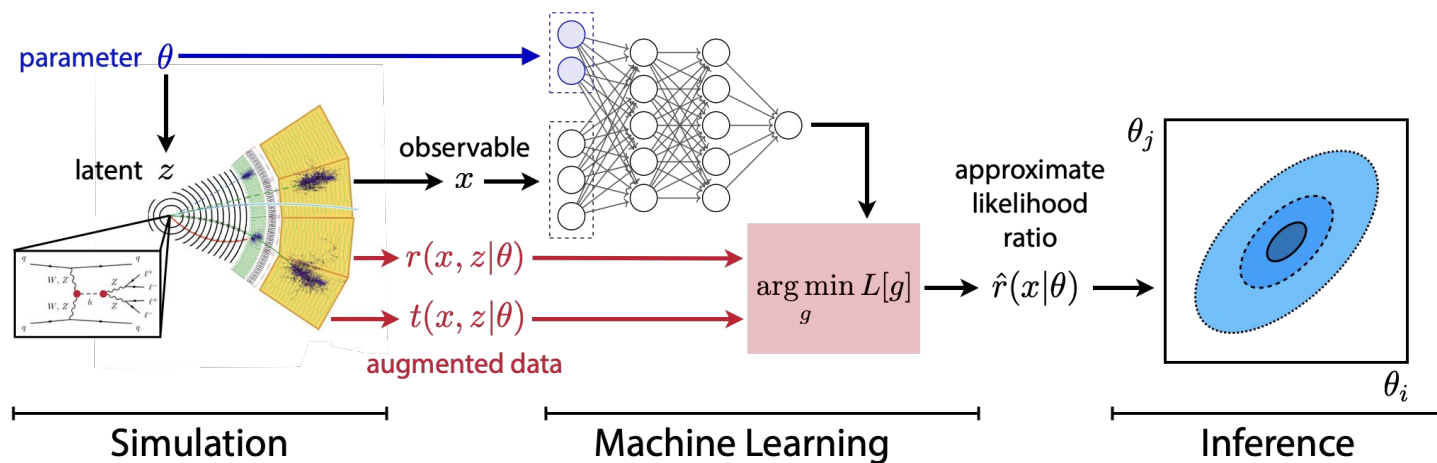 parameter θ
latent z
observable
x
r(x, z|θ)
t(x, z|θ)
augmented data
q
q
W, Z
W, Z
h
Z
Z
ℓ+
ℓ−
ℓ+
ℓ−
q
q
arg min L[g]
g
approximate
likelihood
ratio
r̂(x|θ)
θj
θi
Simulation
Machine Learning
Inference